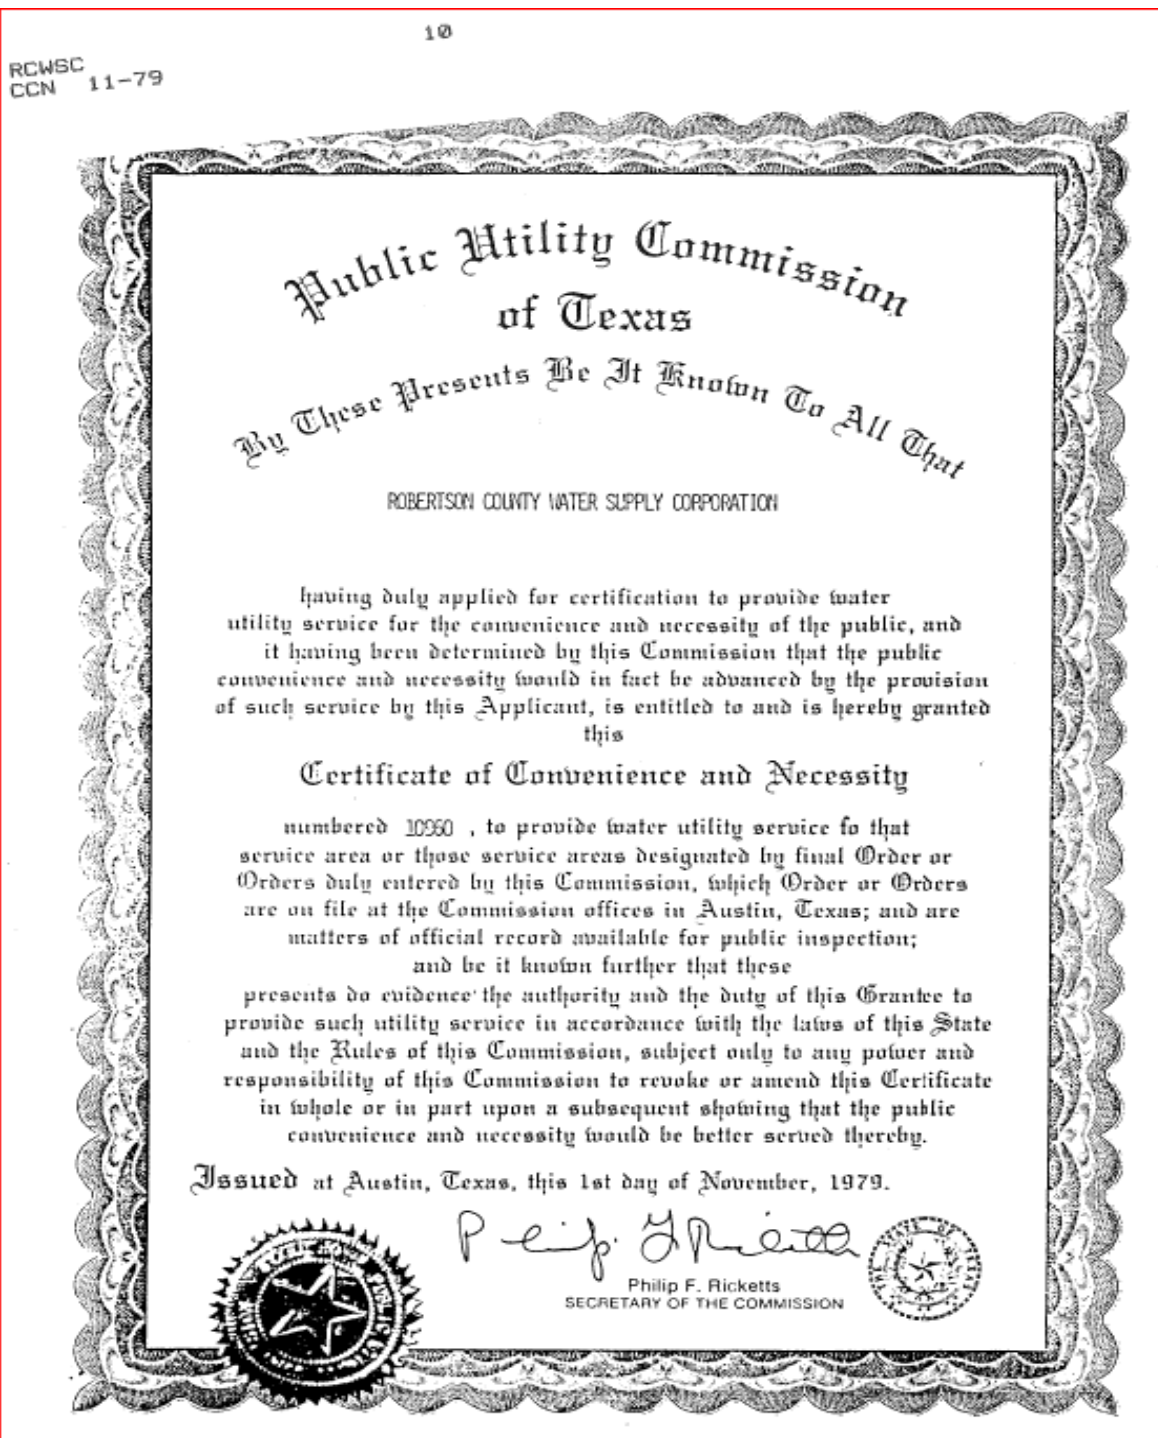 10
RCWSC
CCN 11-79
Public Utility Commission
of Texas
By These Presents Be It Known To All That
ROBERTSON COUNTY WATER SUPPLY CORPORATION
having duly applied for certification to provide water
utility service for the convenience and necessity of the public, and
it having been determined by this Commission that the public
convenience and necessity would in fact be advanced by the provision
of such service by this Applicant, is entitled to and is hereby granted
this
Certificate of Convenience and Necessity
numbered 10960 , to provide water utility service fo that
service area or those service areas designated by final Order or
Orders duly entered by this Commission, which Order or Orders
are on file at the Commission offices in Austin, Texas; and are
matters of official record available for public inspection;
and be it known further that these
presents do evidence the authority and the duty of this Grantee to
provide such utility service in accordance with the laws of this State
and the Rules of this Commission, subject only to any power and
responsibility of this Commission to revoke or amend this Certificate
in whole or in part upon a subsequent showing that the public
convenience and necessity would be better served thereby.
Issued at Austin, Texas, this 1st day of November, 1979.
Philip F. Ricketts
Philip F. Ricketts
SECRETARY OF THE COMMISSION
THE STATE OF TEXAS